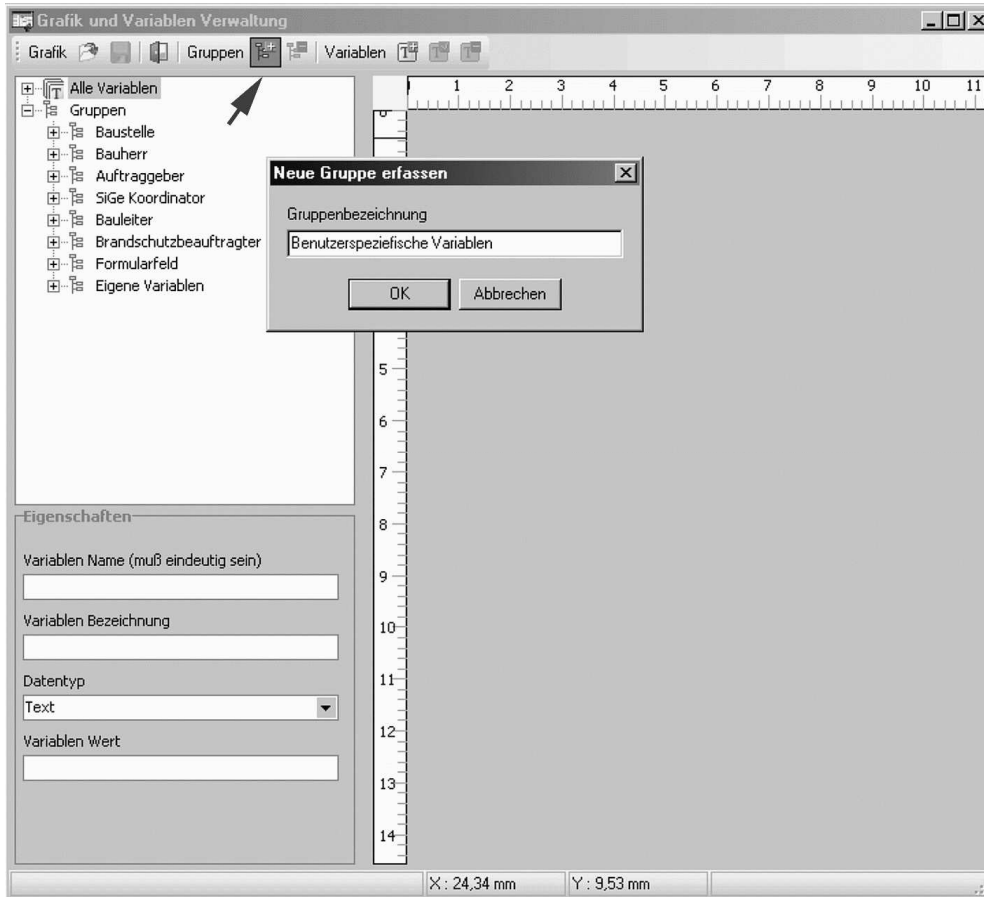 Grafik und Variablen Verwaltung
Grafik Gruppen Variablen
Alle Variablen
Gruppen
Baustelle
Bauherr
Auftraggeber
SiGe Koordinator
Bauleiter
Brandschutzbeauftragter
Formularfeld
Eigene Variablen
1 2 3 4 5 6 7 8 9 10 11
0
Neue Gruppe erfassen
Gruppenbezeichnung
Benutzerspeziefische Variablen
OK Abbrechen
5
6
7
8
9
10
11
12
13
14
Eigenschaften
Variablen Name (muß eindeutig sein)
Variablen Bezeichnung
Datentyp
Text
Variablen Wert
X : 24,34 mm Y : 9,53 mm